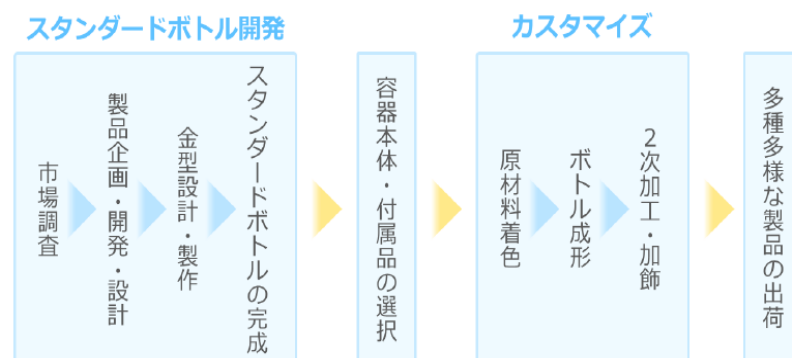 スタンダードボトル開発
市場調査
製品企画・開発・設計
金型設計・製作
スタンダードボトルの完成
容器本体・付属品の選択
カスタマイズ
原材料着色
ボトル成形
2次加工・加飾
多種多様な製品の出荷